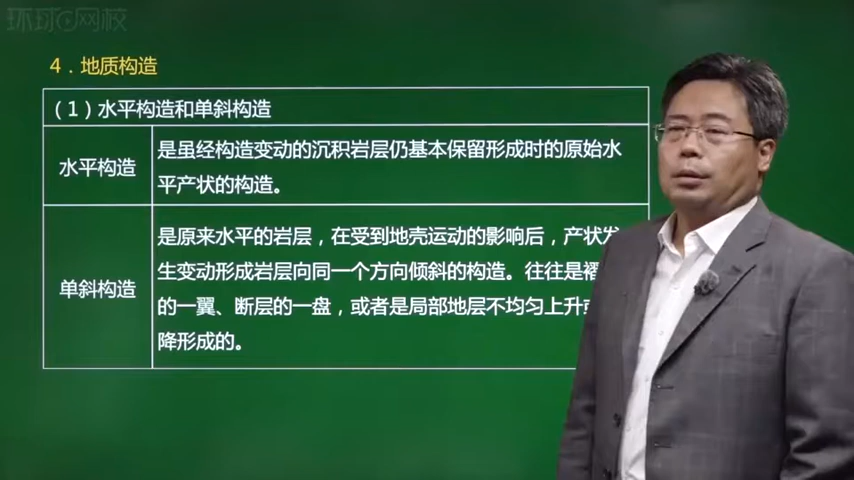 环球网校
4．地质构造
（1）水平构造和单斜构造
水平构造
是虽经构造变动的沉积岩层仍基本保留形成时的原始水
平产状的构造。
单斜构造
是原来水平的岩层，在受到地壳运动的影响后，产状发
生变动形成岩层向同一个方向倾斜的构造。往往是褶
的一翼、断层的一盘，或者是局部地层不均匀上升或
降形成的。